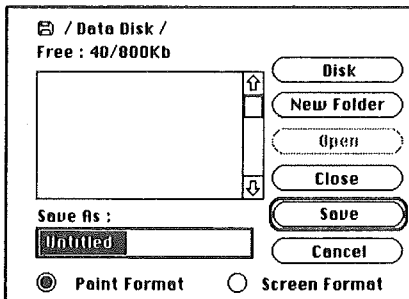 / Data Disk /
Free : 40/800Kb
Disk
New Folder
Open
Close
Save As :
Save
Untitled
Cancel
Paint Format
Screen Format